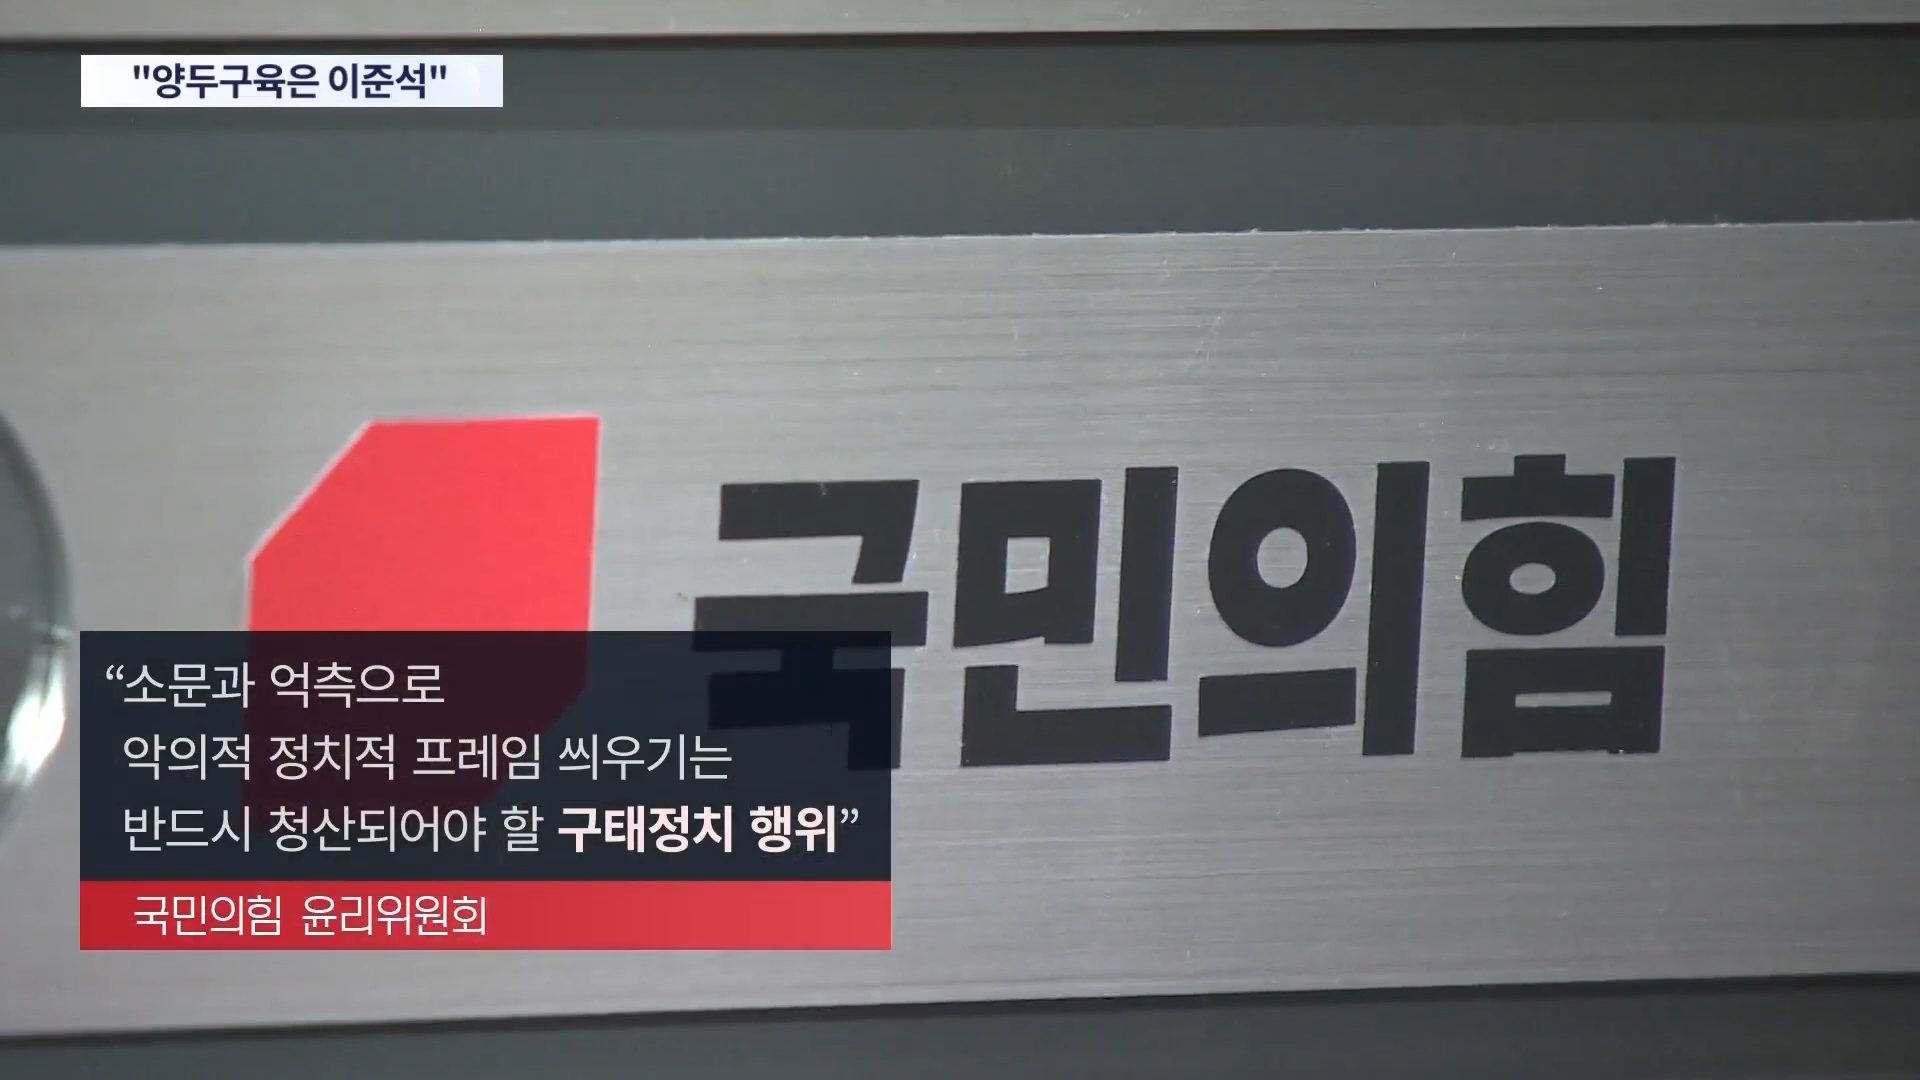 "양두구육은 이준석"
국민의힘
“소문과 억측으로
악의적 정치적 프레임 씌우기는
반드시 청산되어야 할 구태정치 행위”
국민의힘 윤리위원회